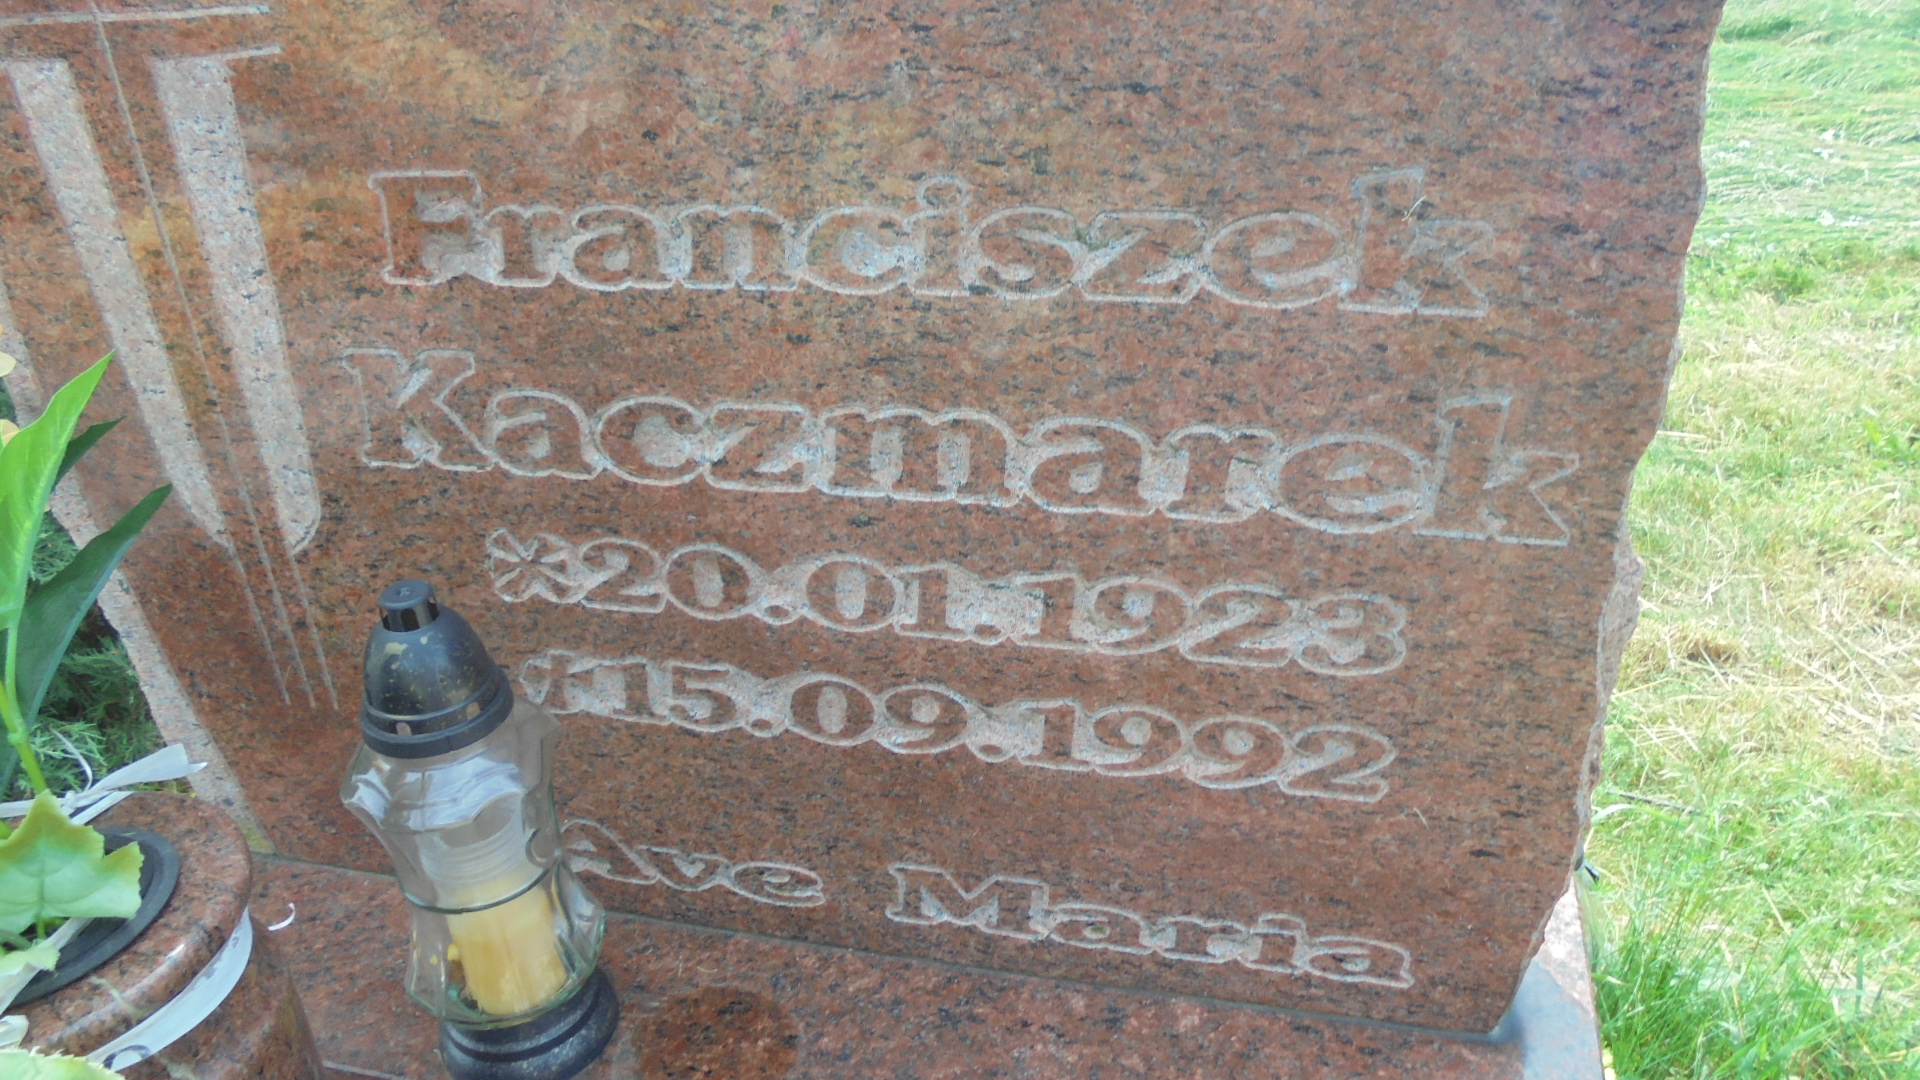 Franciszek
Kaczmarek
*20.01.1923
†15.09.1992
Ave Maria